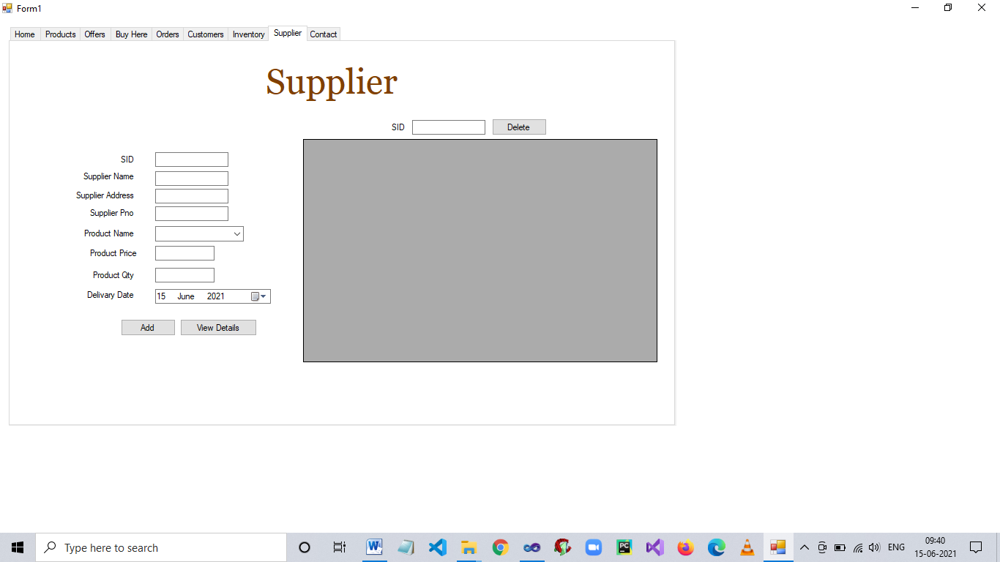 Form1
Home Products Offers Buy Here Orders Customers Inventory Supplier Contact
Supplier
SID Delete
SID
Supplier Name
Supplier Address
Supplier Pno
Product Name
Product Price
Product Qty
Delivary Date 15 June 2021
Add View Details
Type here to search
W
PC
ENG
09:40
15-06-2021